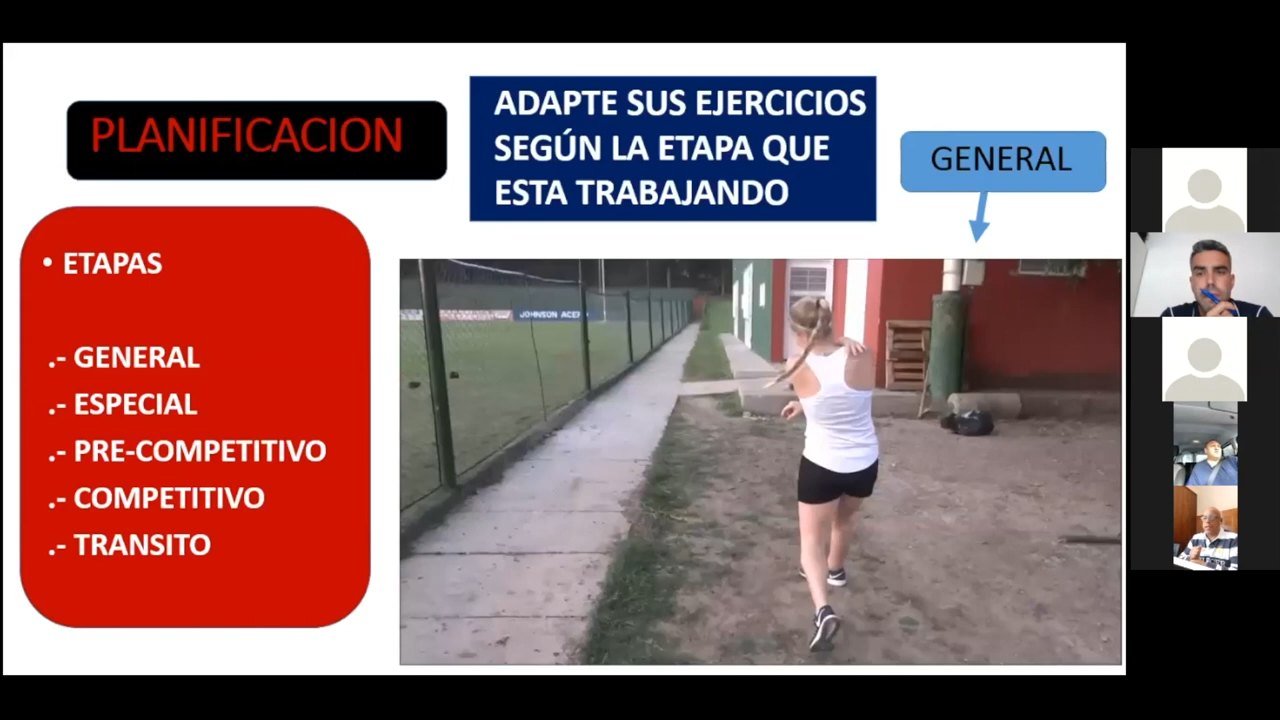 PLANIFICACION
ADAPTE SUS EJERCICIOS
SEGÚN LA ETAPA QUE
ESTA TRABAJANDO
GENERAL
• ETAPAS
.- GENERAL
.- ESPECIAL
.- PRE-COMPETITIVO
.- COMPETITIVO
.- TRANSITO
JOHNSON ACERO